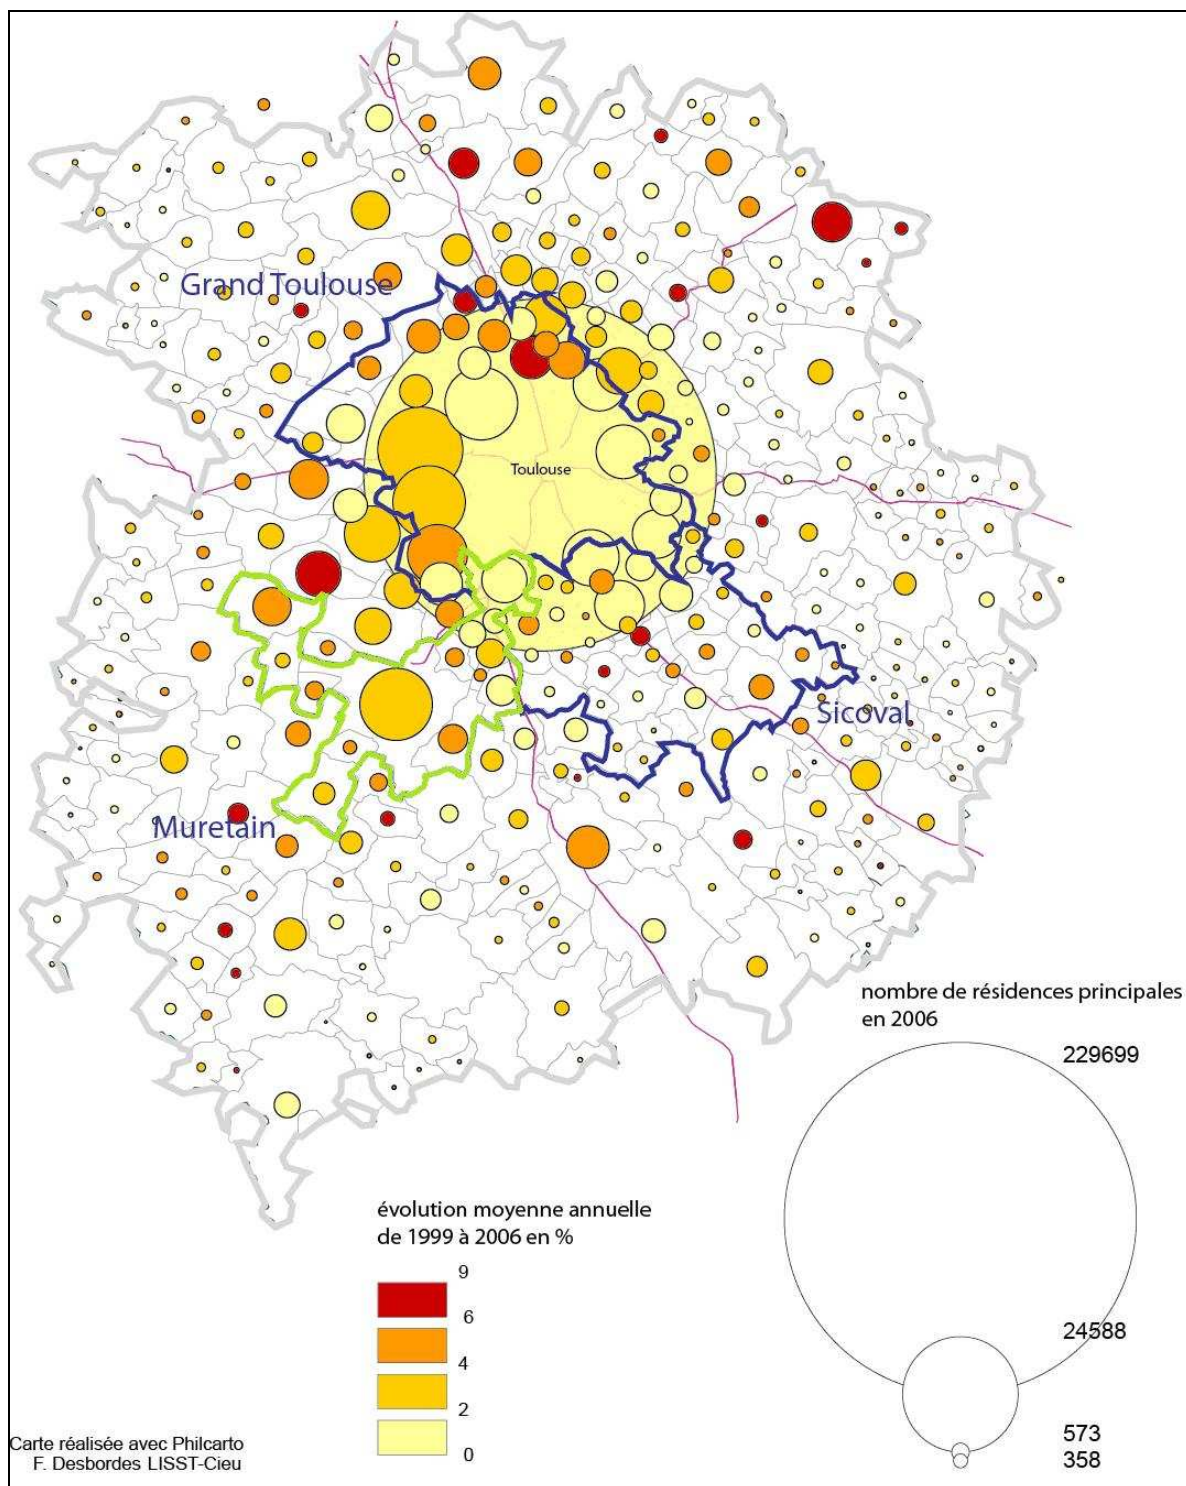 Grand Toulouse
Toulouse
Sicoval
Muretain
nombre de résidences principales
en 2006
229699
24588
573
358
évolution moyenne annuelle
de 1999 à 2006 en %
9
6
4
2
0
Carte réalisée avec Philcarto
F. Desbordes LISST-Cieu